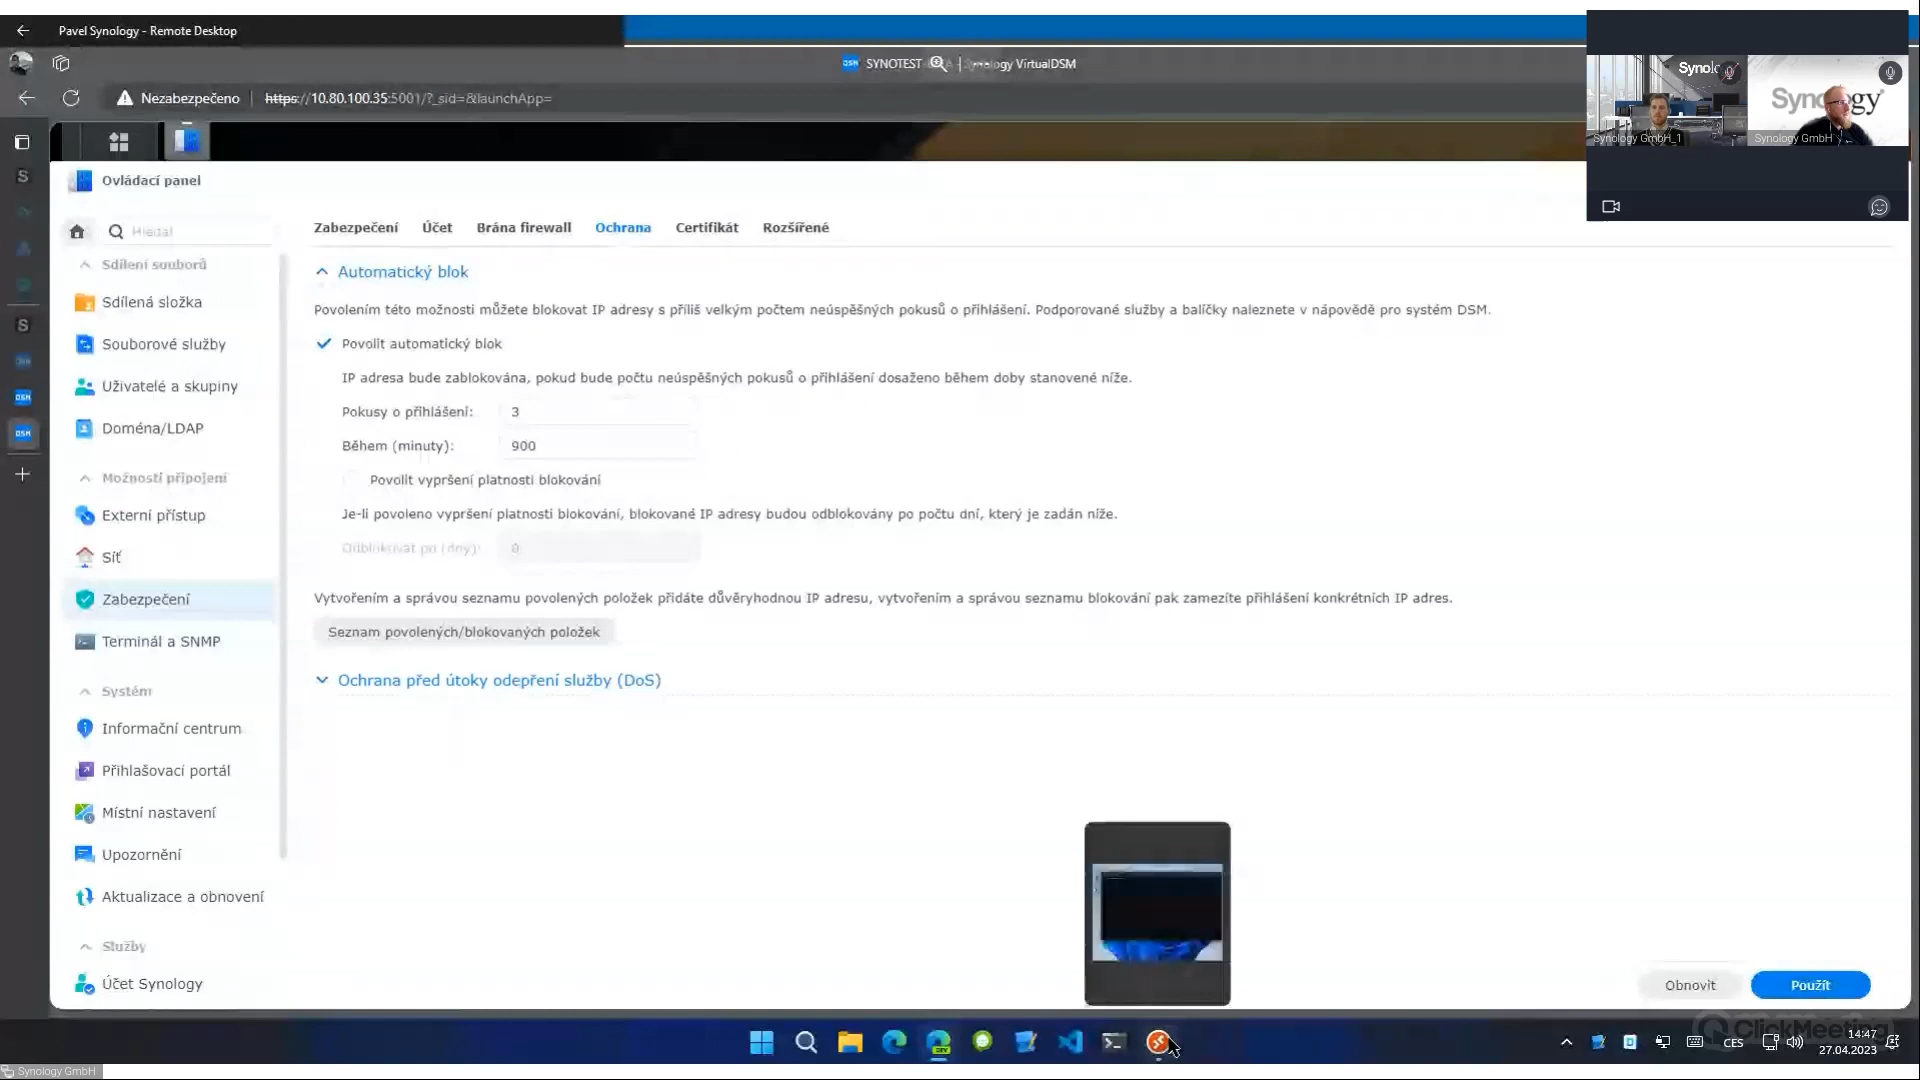 Pavel Synology - Remote Desktop
SYNOTEST
ogy VirtualDSM
Nezabezpečeno
https://10.80.100.35:5001/?_sid=&launchApp=
Synology
Synology GmbH_1
Synology GmbH
Ovládací panel
Hledat
Zabezpečení
Účet
Brána firewall
Ochrana
Certifikát
Rozšířené
Sdílení souborů
Sdílená složka
Souborové služby
Uživatelé a skupiny
Doména/LDAP
Možnosti připojení
Externí přístup
Síť
Zabezpečení
Terminál a SNMP
Systém
Informační centrum
Přihlašovací portál
Místní nastavení
Upozornění
Aktualizace a obnovení
Služby
Účet Synology
Automatický blok
Povolením této možnosti můžete blokovat IP adresy s příliš velkým počtem neúspěšných pokusů o přihlášení. Podporované služby a balíčky naleznete v nápovědě pro systém DSM.
Povolit automatický blok
IP adresa bude zablokována, pokud bude počtu neúspěšných pokusů o přihlášení dosaženo během doby stanovené níže.
Pokusy o přihlášení: 3
Během (minuty): 900
Povolit vypršení platnosti blokování
Je-li povoleno vypršení platnosti blokování, blokované IP adresy budou odblokovány po počtu dní, který je zadán níže.
Odblokovat po (dny): 0
Vytvořením a správou seznamu povolených položek přidáte důvěryhodnou IP adresu, vytvořením a správou seznamu blokování pak zamezíte přihlášení konkrétních IP adres.
Seznam povolených/blokovaných položek
Ochrana před útoky odepření služby (DoS)
Obnovit
Použít
ClickMeeting
CES
14:47
27.04.2023
Synology GmbH